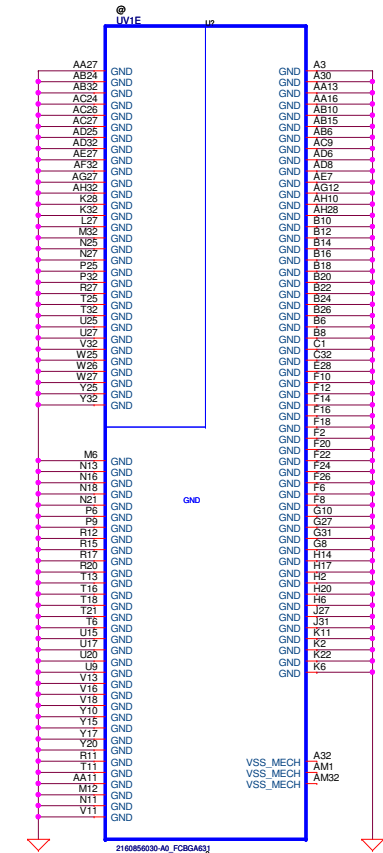 @
UV1E
AA27 GND
AB24 GND
AB32 GND
AC24 GND
AC26 GND
AC27 GND
AD25 GND
AD32 GND
AE27 GND
AF32 GND
AG27 GND
AH32 GND
K28 GND
K32 GND
L27 GND
M32 GND
N25 GND
N27 GND
P25 GND
P32 GND
R27 GND
T25 GND
T32 GND
U25 GND
U27 GND
V32 GND
W25 GND
W26 GND
W27 GND
Y25 GND
Y32 GND
M6 GND
N13 GND
N16 GND
N18 GND
N21 GND
P6 GND
P9 GND
R12 GND
R15 GND
R17 GND
R20 GND
T13 GND
T16 GND
T18 GND
T21 GND
T6 GND
U15 GND
U17 GND
U20 GND
U9 GND
V13 GND
V16 GND
V18 GND
Y10 GND
Y15 GND
Y17 GND
Y20 GND
R11 GND
T11 GND
AA11 GND
M12 GND
N11 GND
V11 GND
GND
GND A3
GND A30
GND AA13
GND AA16
GND AB10
GND AB15
GND AB6
GND AC9
GND AD6
GND AD8
GND AE7
GND AG12
GND AH10
GND AH28
GND B10
GND B12
GND B14
GND B16
GND B18
GND B20
GND B22
GND B24
GND B26
GND B6
GND B8
GND C1
GND C32
GND E28
GND F10
GND F12
GND F14
GND F16
GND F18
GND F2
GND F20
GND F22
GND F24
GND F26
GND F6
GND F8
GND G10
GND G27
GND G31
GND G8
GND H14
GND H17
GND H2
GND H20
GND H6
GND J27
GND J31
GND K11
GND K2
GND K22
GND K6
VSS_MECH A32
VSS_MECH AM1
VSS_MECH AM32